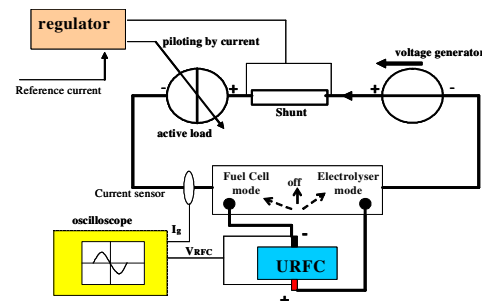 regulator
piloting by current
voltage generator
Reference current
-
+
+
-
Shunt
active load
Fuel Cell
mode
off
Electrolyser
mode
Current sensor
oscilloscope
Ig
VRFC
-
URFC
+